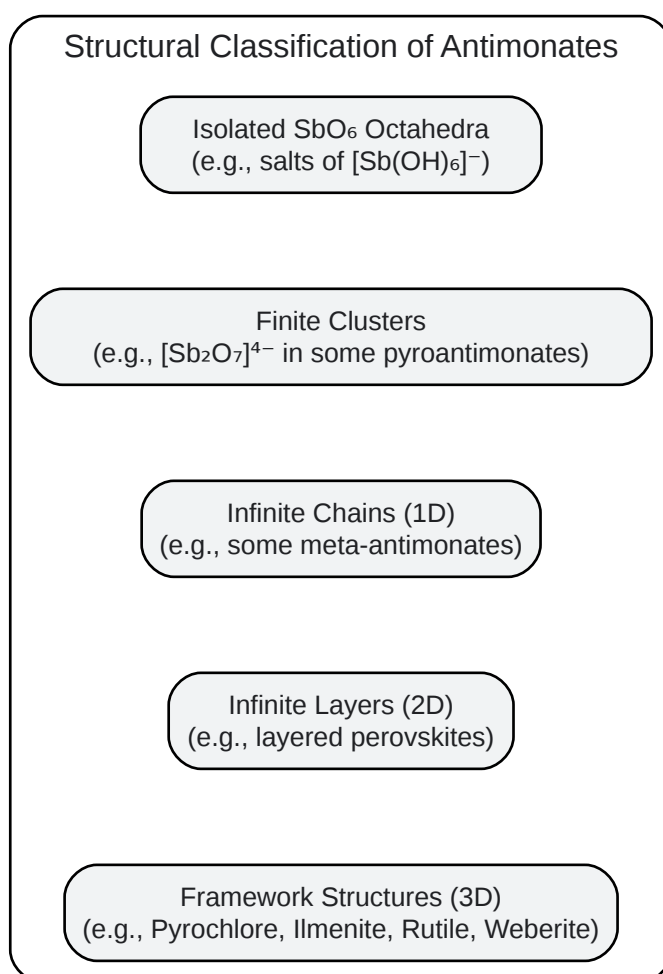 Structural Classification of Antimonates
Isolated SbO₆ Octahedra
(e.g., salts of [Sb(OH)₆]⁻)
Finite Clusters
(e.g., [Sb₂O₇]⁴⁻ in some pyroantimonates)
Infinite Chains (1D)
(e.g., some meta-antimonates)
Infinite Layers (2D)
(e.g., layered perovskites)
Framework Structures (3D)
(e.g., Pyrochlore, Ilmenite, Rutile, Weberite)